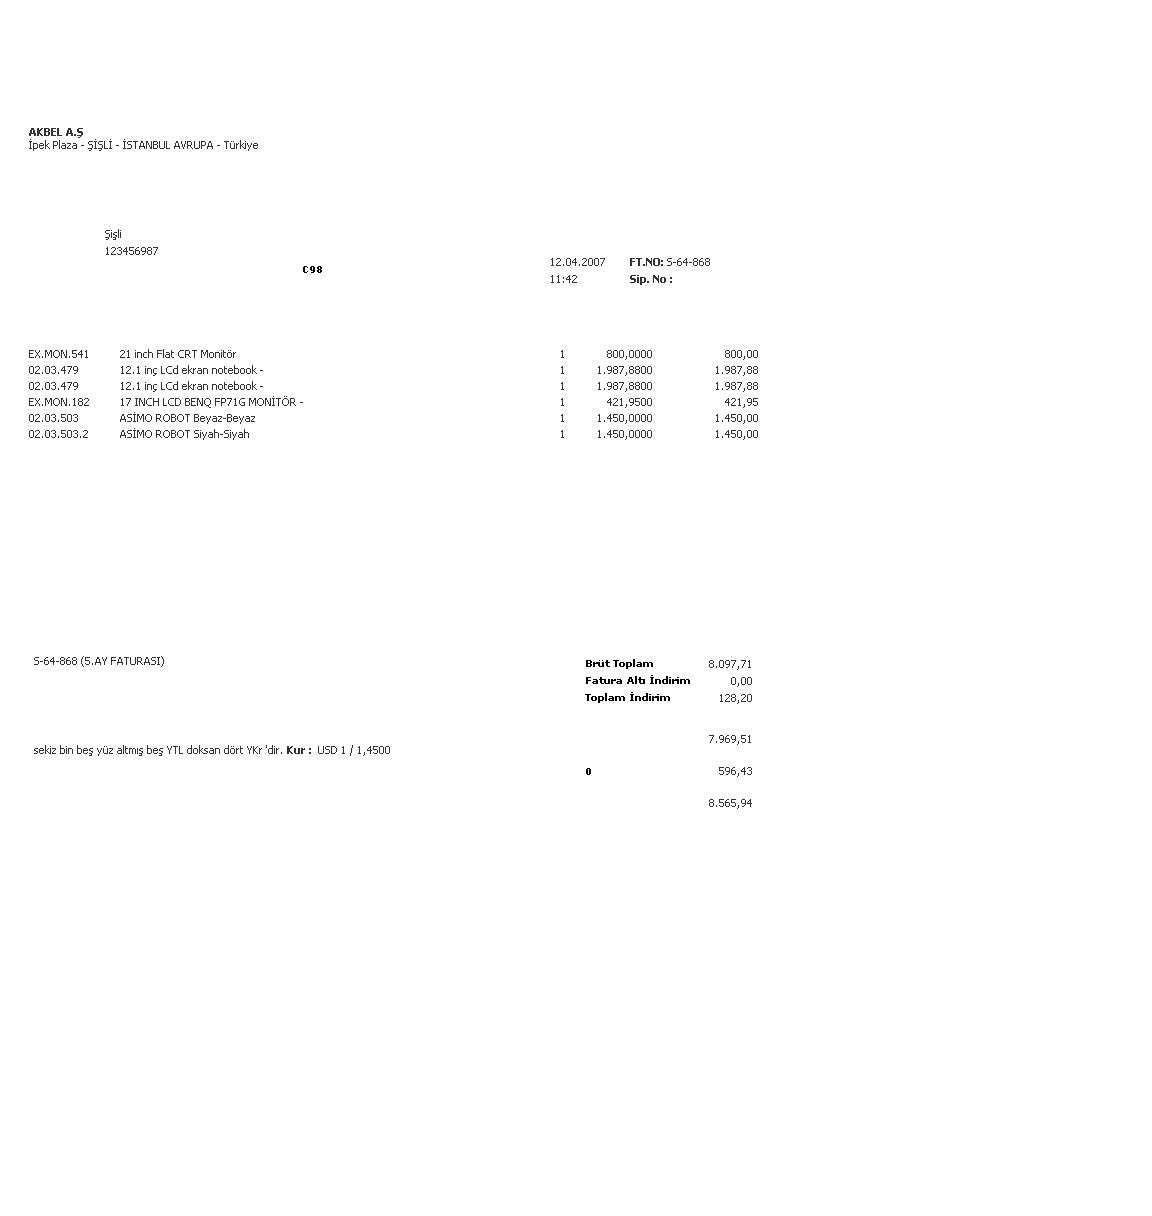 AKBEL A.Ş
İpek Plaza - ŞİŞLİ - İSTANBUL AVRUPA - Türkiye
Şişli
123456987
C98
12.04.2007 FT.NO: S-64-868
11:42 Sip. No :
EX.MON.541 21 inch Flat CRT Monitör 1 800,0000 800,00
02.03.479 12.1 inç LCd ekran notebook - 1 1.987,8800 1.987,88
02.03.479 12.1 inç LCd ekran notebook - 1 1.987,8800 1.987,88
EX.MON.182 17 INCH LCD BENQ FP71G MONİTÖR - 1 421,9500 421,95
02.03.503 ASİMO ROBOT Beyaz-Beyaz 1 1.450,0000 1.450,00
02.03.503.2 ASİMO ROBOT Siyah-Siyah 1 1.450,0000 1.450,00
S-64-868 (5.AY FATURASI)
Brüt Toplam 8.097,71
Fatura Altı İndirim 0,00
Toplam İndirim 128,20
7.969,51
sekiz bin beş yüz altmış beş YTL doksan dört YKr 'dir. Kur : USD 1 / 1,4500
0 596,43
8.565,94